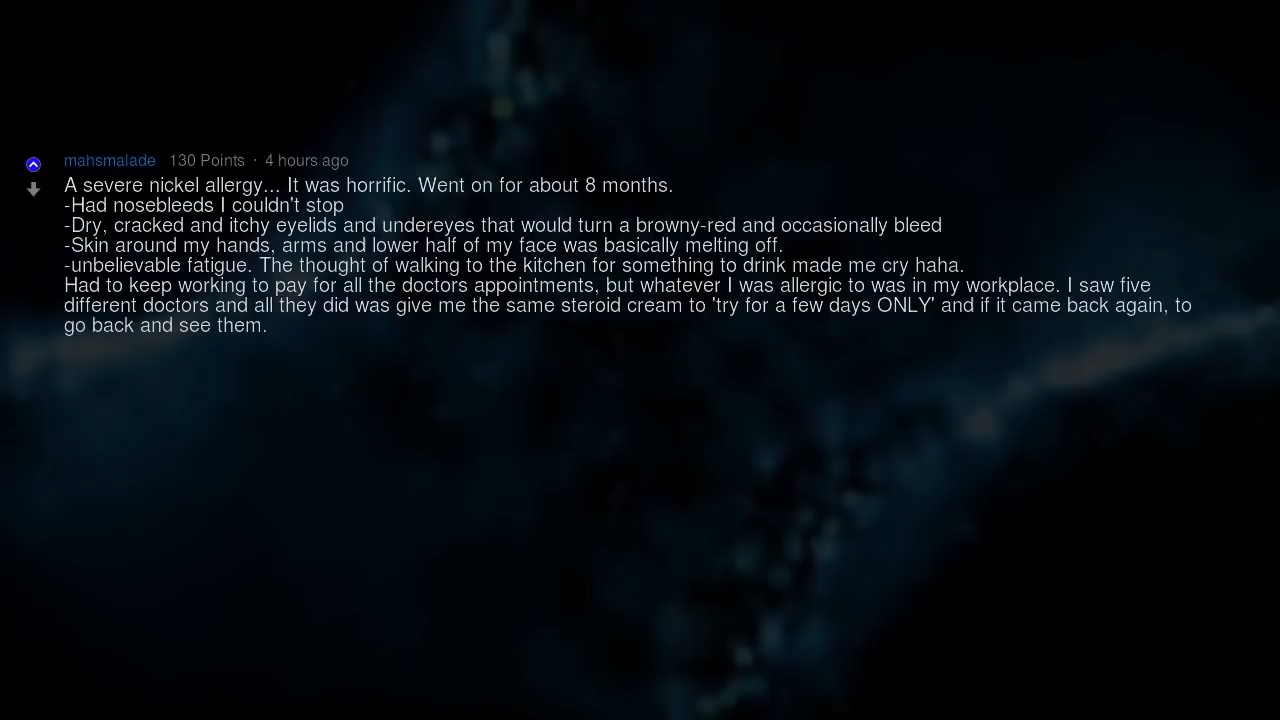 mahsmalade 130 Points · 4 hours ago
A severe nickel allergy... It was horrific. Went on for about 8 months.
-Had nosebleeds I couldn't stop
-Dry, cracked and itchy eyelids and undereyes that would turn a browny-red and occasionally bleed
-Skin around my hands, arms and lower half of my face was basically melting off.
-unbelievable fatigue. The thought of walking to the kitchen for something to drink made me cry haha.
Had to keep working to pay for all the doctors appointments, but whatever I was allergic to was in my workplace. I saw five
different doctors and all they did was give me the same steroid cream to 'try for a few days ONLY' and if it came back again, to
go back and see them.